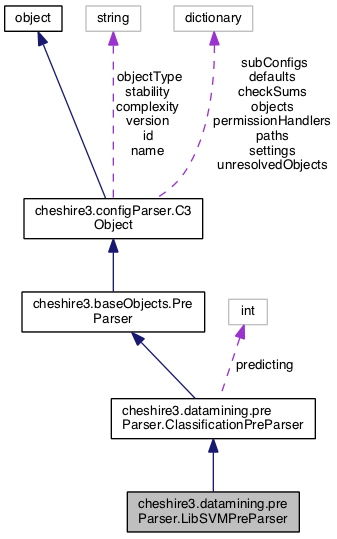 object
string
dictionary
objectType
stability
complexity
version
id
name
subConfigs
defaults
checkSums
objects
permissionHandlers
paths
settings
unresolvedObjects
cheshire3.configParser.C3
Object
cheshire3.baseObjects.Pre
Parser
int
predicting
cheshire3.datamining.pre
Parser.ClassificationPreParser
cheshire3.datamining.pre
Parser.LibSVMPreParser